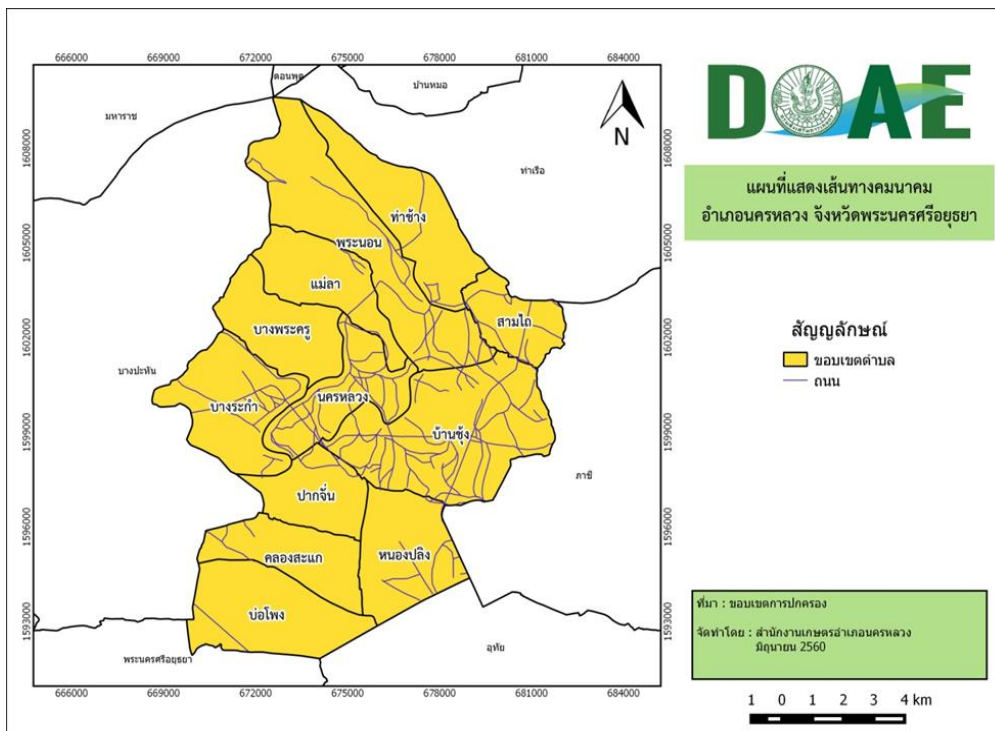 666000 669000 672000 675000 678000 681000 684000
ดอนพุด
บ้านหมอ
มหาราช
ท่าเรือ
N
1608000 1608000
ท่าช้าง
พระนอน
1605000 1605000
แม่ลา
สามไถ
บางพระครู
1602000 1602000
บางปะหัน
นครหลวง
บางระกำ
บ้านชุ้ง
1599000 1599000
ภาชี
ปากจั่น
1596000 1596000
คลองสะแก
หนองปลิง
บ่อโพง
1593000 1593000
พระนครศรีอยุธยา
อุทัย
666000 669000 672000 675000 678000 681000 684000
DOAE
แผนที่แสดงเส้นทางคมนาคม
อำเภอนครหลวง จังหวัดพระนครศรีอยุธยา
สัญญลักษณ์
ขอบเขตตำบล
ถนน
ที่มา : ขอบเขตการปกครอง
จัดทำโดย : สำนักงานเกษตรอำเภอนครหลวง
มิถุนายน 2560
1 0 1 2 3 4 km